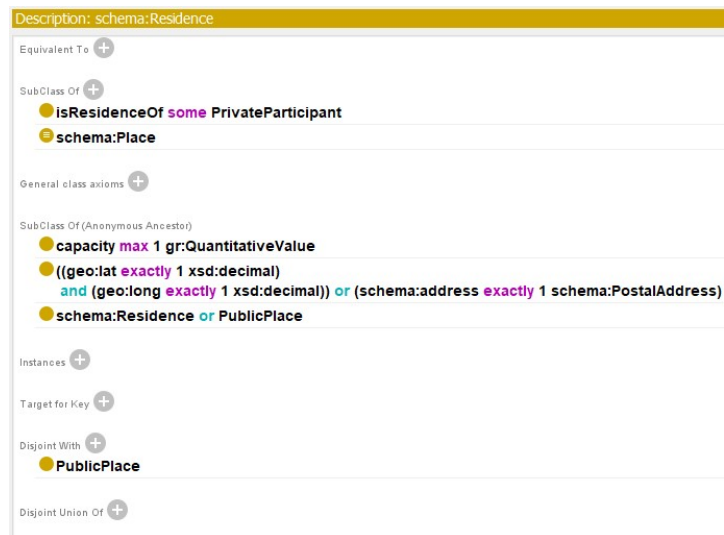 Description: schema:Residence
Equivalent To
SubClass Of
isResidenceOf some PrivateParticipant
schema:Place
General class axioms
SubClass Of (Anonymous Ancestor)
capacity max 1 gr:QuantitativeValue
((geo:lat exactly 1 xsd:decimal)
and (geo:long exactly 1 xsd:decimal)) or (schema:address exactly 1 schema:PostalAddress)
schema:Residence or PublicPlace
Instances
Target for Key
Disjoint With
PublicPlace
Disjoint Union Of